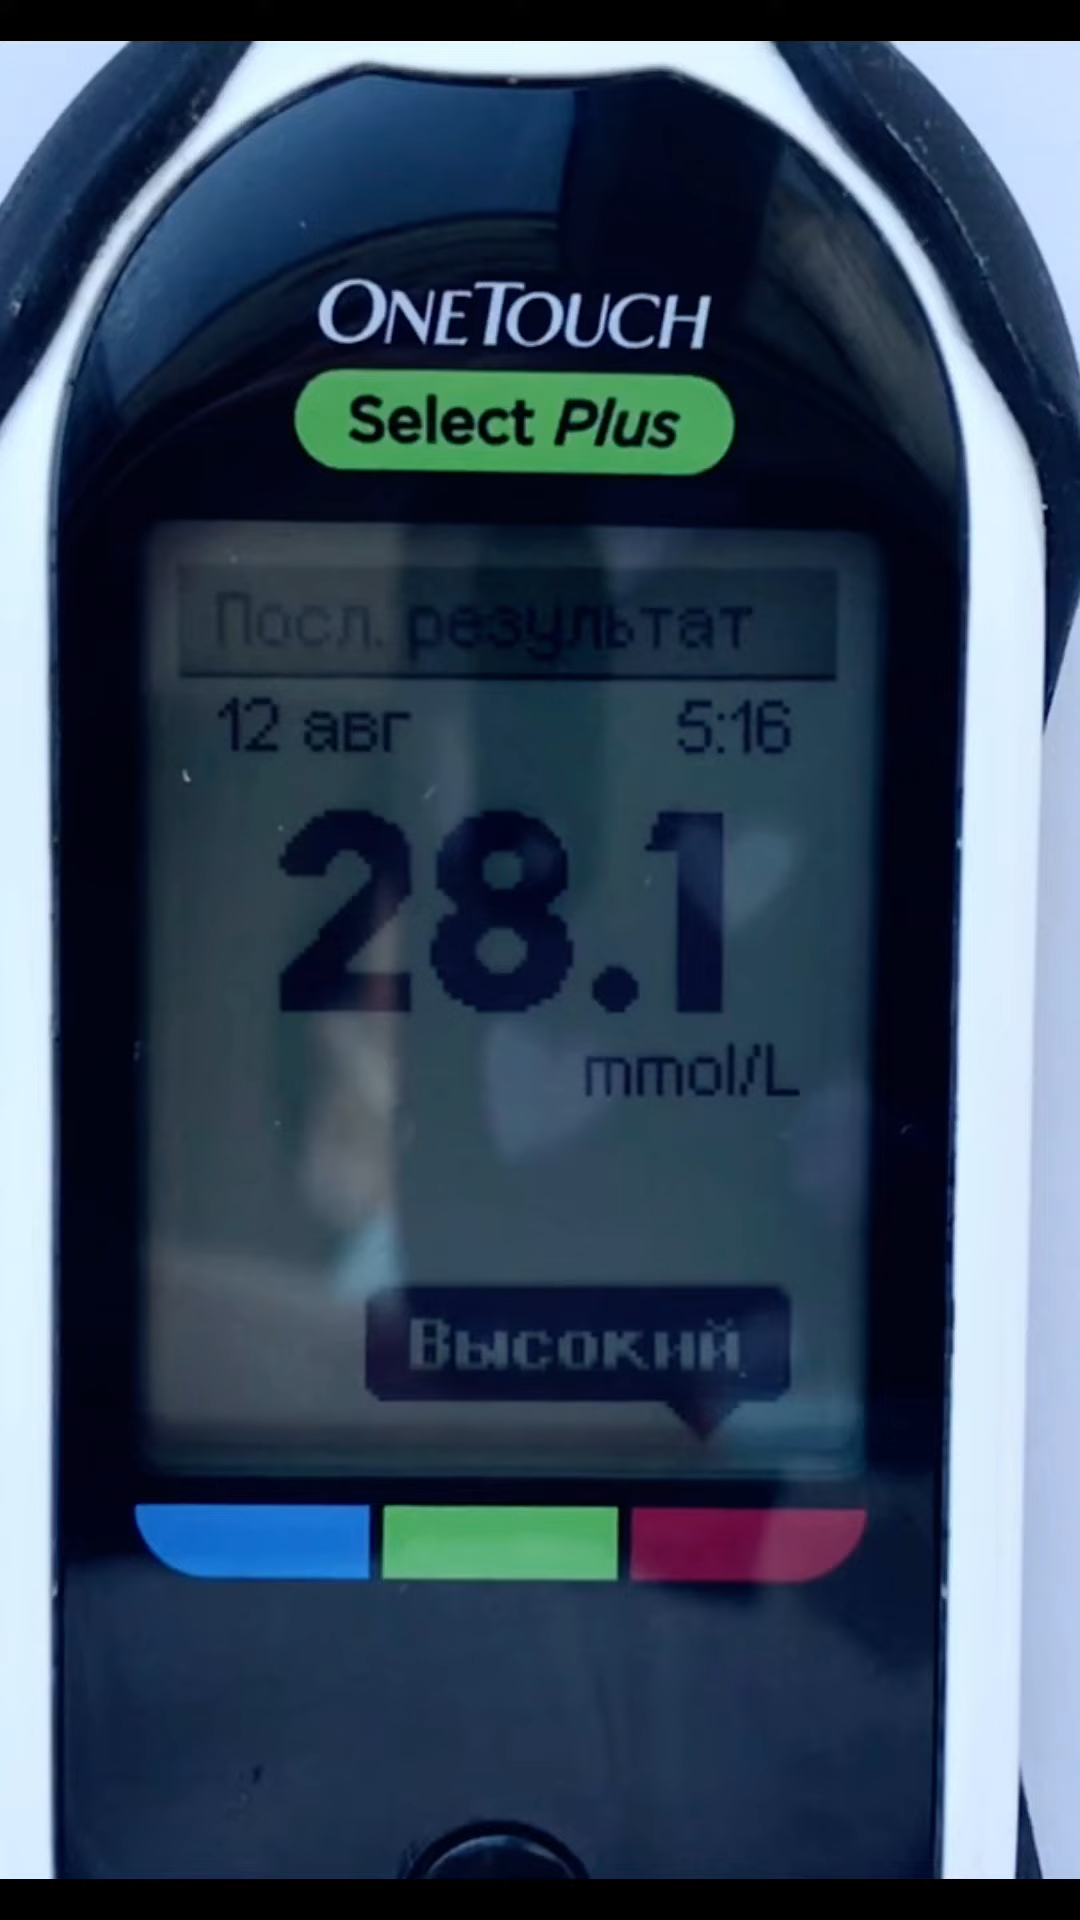 ONETOUCH
Select Plus
Посл. результат
12 авг 5:16
28.1
mmol/L
Высокий